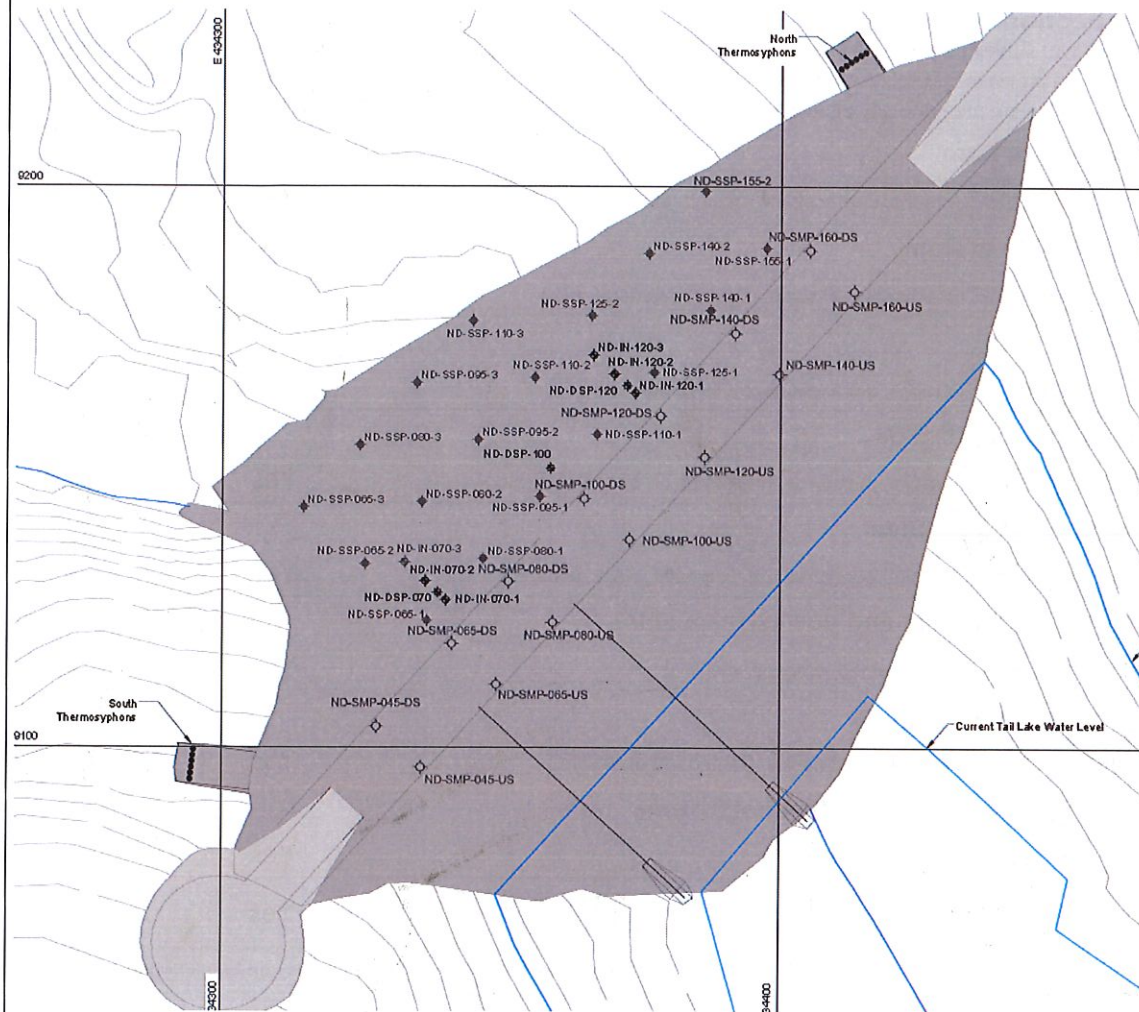 E 434300
North
Thermosyphons
9200
ND-SSP-155-2
ND-SMP-160-DS
ND-SSP-140-2
ND-SSP-155-1
ND-SMP-160-US
ND-SSP-125-2
ND-SSP-140-1
ND-SSP-110-3
ND-SMP-140-DS
ND-IN-120-3
ND-SSP-110-2
ND-IN-120-2
ND-SSP-125-1
ND-SMP-140-US
ND-SSP-095-3
ND-DSP-120
ND-IN-120-1
ND-SMP-120-DS
ND-SSP-080-3
ND-SSP-095-2
ND-SSP-110-1
ND-DSP-100
ND-SMP-120-US
ND-SMP-100-DS
ND-SSP-065-3
ND-SSP-080-2
ND-SSP-095-1
ND-SMP-100-US
ND-SSP-065-2
ND-IN-070-3
ND-SSP-080-1
ND-IN-070-2
ND-SMP-080-DS
ND-DSP-070
ND-IN-070-1
ND-SSP-065-1
ND-SMP-065-DS
ND-SMP-080-US
ND-SMP-065-US
South
Thermosyphons
ND-SMP-045-DS
Current Tail Lake Water Level
9100
ND-SMP-045-US
34300
34400